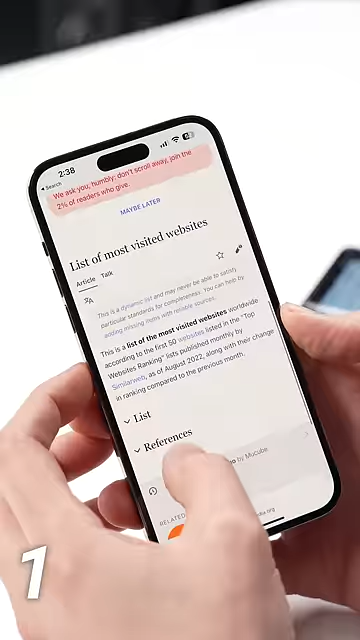 2:38
Search
We ask you, humbly: don't scroll away, join the
2% of readers who give.
MAYBE LATER
List of most visited websites
Article Talk
This is a dynamic list and may never be able to satisfy
particular standards for completeness. You can help by
adding missing items with reliable sources.
This is a list of the most visited websites worldwide
according to the first 50 websites listed in the "Top
Websites Ranking" lists published monthly by
Similarweb, as of August 2022, along with their change
in ranking compared to the previous month.
List
References
by Mucube
RELATED
1